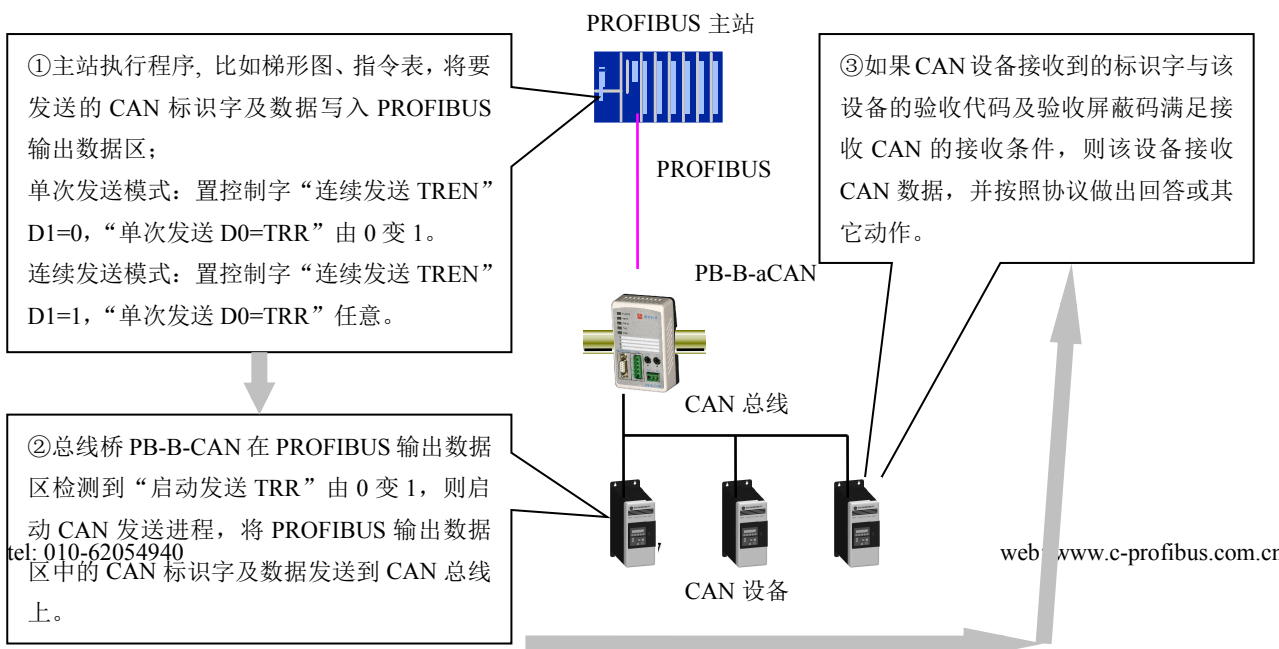 PROFIBUS 主站
①主站执行程序, 比如梯形图、指令表，将要
发送的 CAN 标识字及数据写入 PROFIBUS
输出数据区；
单次发送模式：置控制字“连续发送 TREN”
D1=0，“单次发送 D0=TRR”由 0 变 1。
连续发送模式：置控制字“连续发送 TREN”
D1=1，“单次发送 D0=TRR”任意。
③如果 CAN 设备接收到的标识字与该
设备的验收代码及验收屏蔽码满足接
收 CAN 的接收条件，则该设备接收
CAN 数据，并按照协议做出回答或其
它动作。
PROFIBUS
PB-B-aCAN
CAN 总线
②总线桥 PB-B-CAN 在 PROFIBUS 输出数据
区检测到“启动发送 TRR”由 0 变 1，则启
动 CAN 发送进程，将 PROFIBUS 输出数据
区中的 CAN 标识字及数据发送到 CAN 总线
上。
CAN 设备
tel: 010-62054940
web: www.c-profibus.com.cn